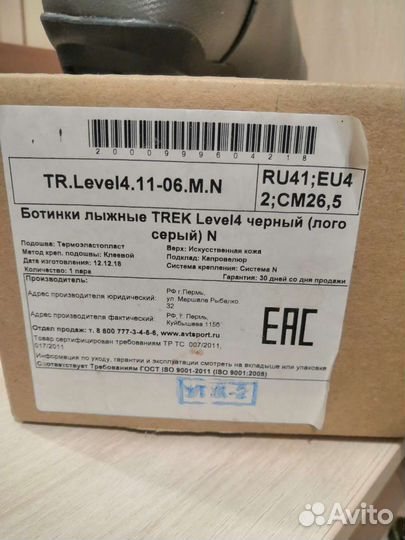 2000999604218
TR.Level4.11-06.M.N
RU41;EU4
2;CM26,5
Ботинки лыжные TREK Level4 черный (лого
серый) N
Подошва: Термоэластопласт
Верх: Искусственная кожа
Метод креп. подошвы: Клеевой
Подклад: Капровелюр
Дата изготовления: 12.12.18
Система крепления: Система N
Количество: 1 пара
Гарантия: 30 дней со дня продажи
Производитель:
Адрес производителя юридический:
РФ г.Пермь,
ул Маршала Рыбалко
32
Адрес производителя фактический:
РФ г.Пермь,
Куйбышева 115б
Отдел продаж: т. 8 800 777-3-4-5-6, www.avtsport.ru
Товар сертифицирован требованиям ТР ТС 007/2011,
017/2011
EAC
Информация по уходу, гарантии и эксплуатации смотреть на вкладыше или упаковке
Соответствует Требованиям ГОСТ ISO 9001-2011 (ISO 9001:2008)
Avito